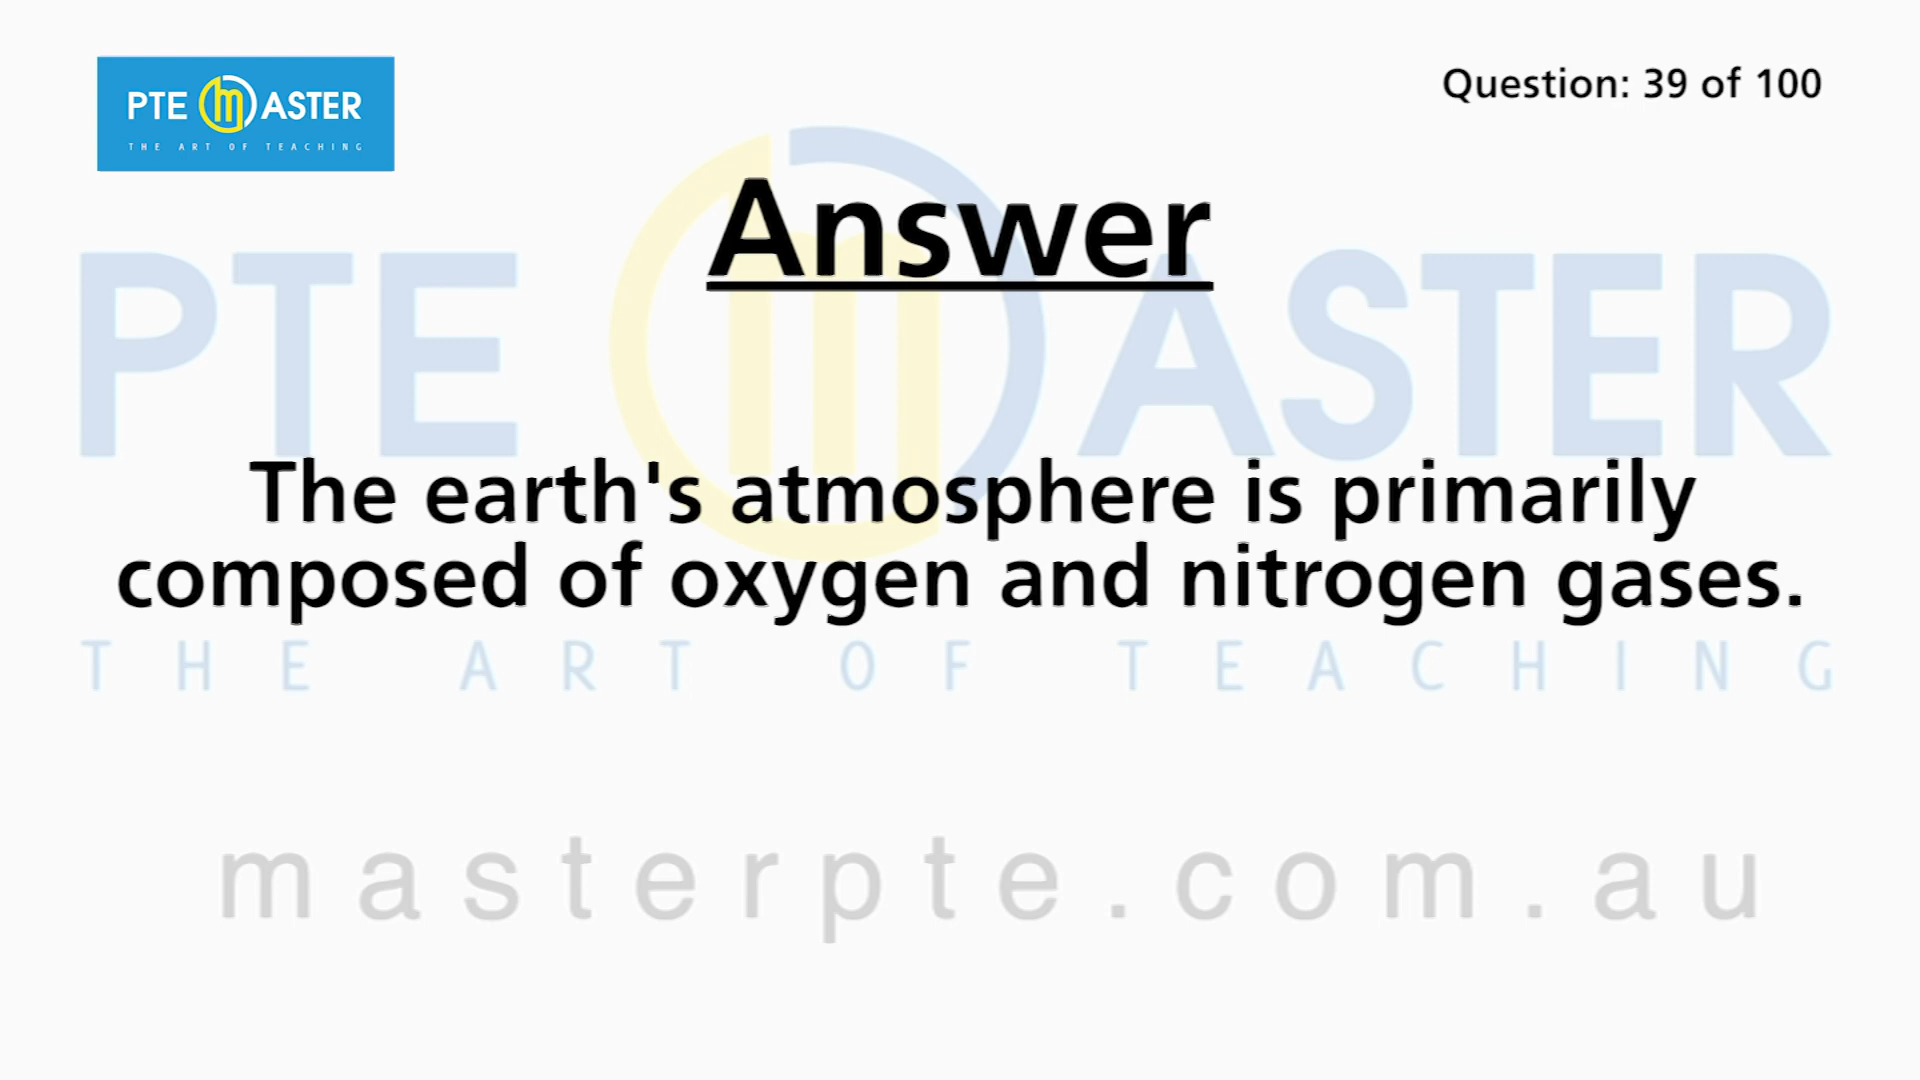 PTE MASTER
THE ART OF TEACHING
Question: 39 of 100
Answer
PTE MASTER
The earth's atmosphere is primarily
composed of oxygen and nitrogen gases.
THE ART OF TEACHING
masterpte.com.au